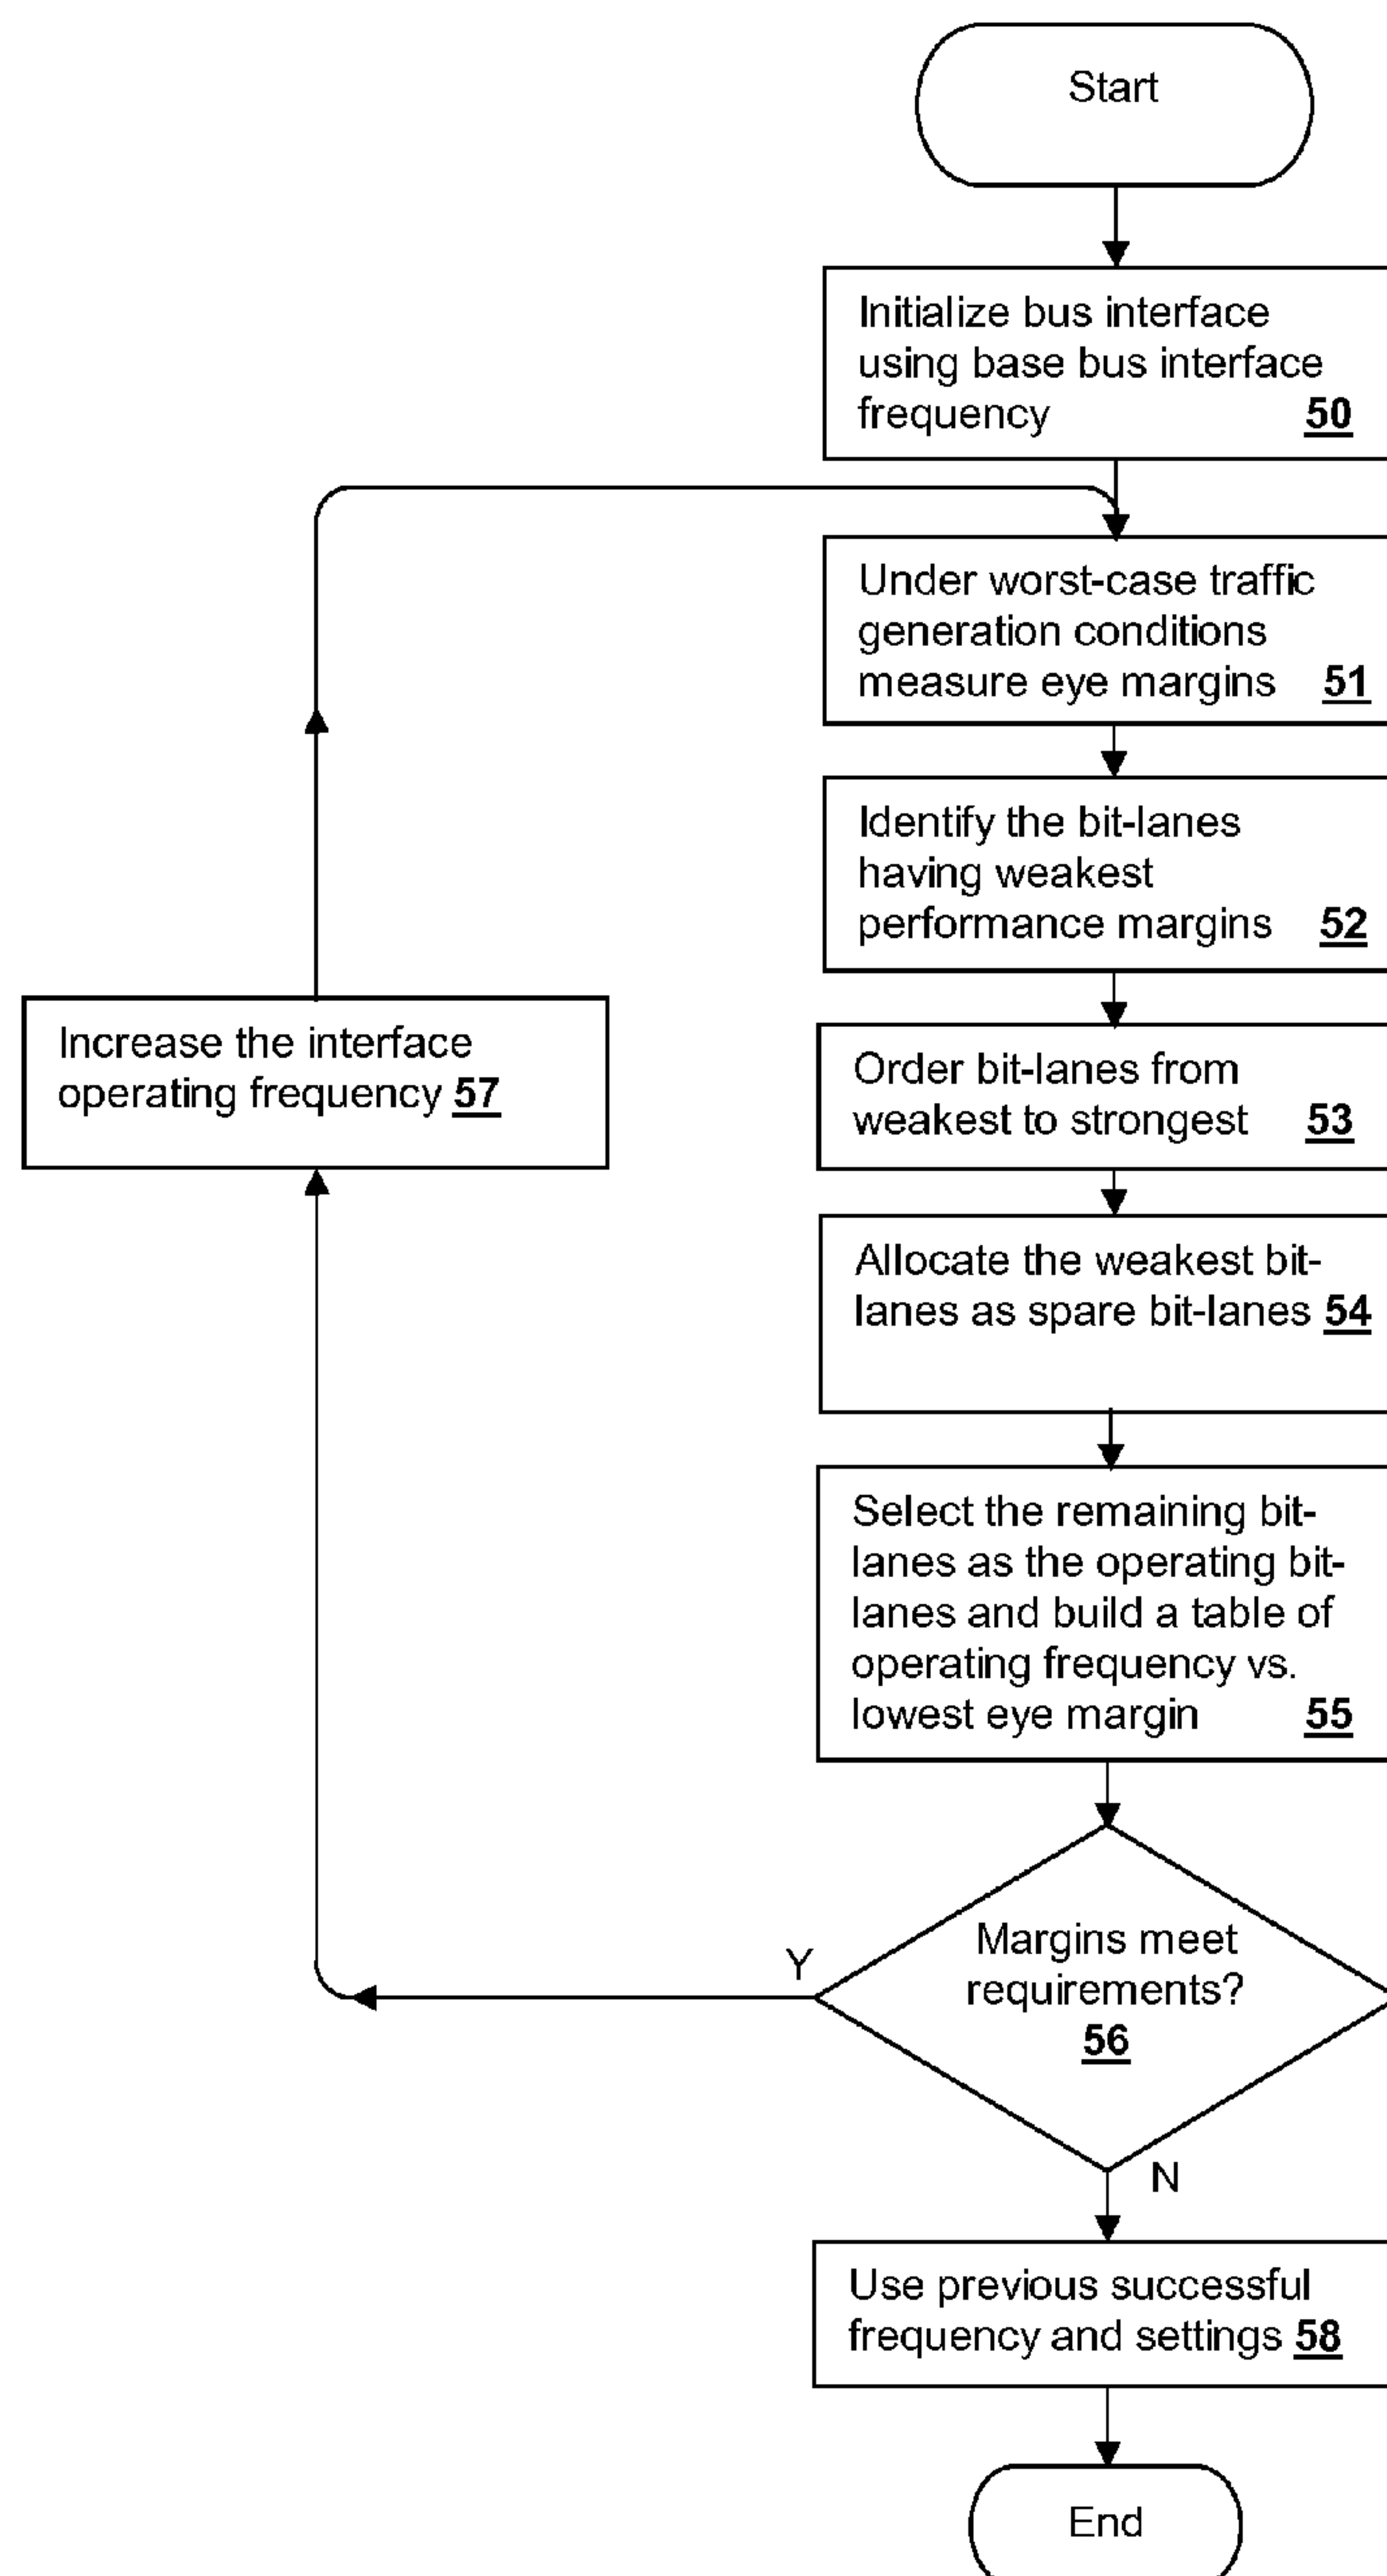 Start
Initialize bus interface
using base bus interface
frequency 50
Under worst-case traffic
generation conditions
measure eye margins 51
Identify the bit-lanes
having weakest
performance margins 52
Increase the interface
operating frequency 57
Order bit-lanes from
weakest to strongest 53
Allocate the weakest bit-
lanes as spare bit-lanes 54
Select the remaining bit-
lanes as the operating bit-
lanes and build a table of
operating frequency vs.
lowest eye margin 55
Y
Margins meet
requirements?
56
N
Use previous successful
frequency and settings 58
End